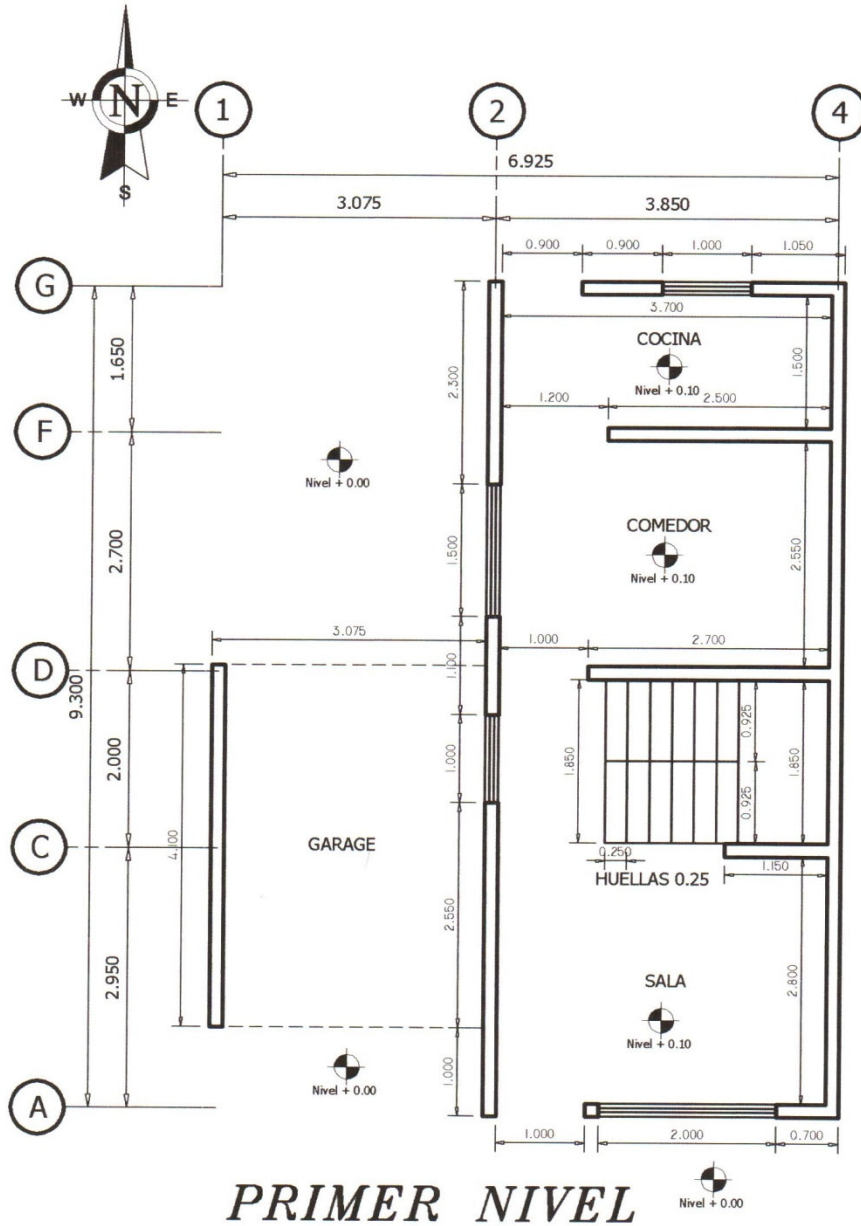 N
W E
S
1 2 4
6.925
3.075 3.850
0.900 0.900 1.000 1.050
G
3.700
COCINA
Nivel + 0.10
1.650
2.300
1.500
1.200 2.500
F
Nivel + 0.00
COMEDOR
Nivel + 0.10
2.700
1.500
2.550
3.075
1.000 2.700
D
1.100
9.300
2.000
1.000
1.850
0.925
0.925
1.850
C
4.100
GARAGE
0.250
HUELLAS 0.25
1.150
2.950
2.550
SALA
Nivel + 0.10
2.800
Nivel + 0.00
1.000
A
1.000 2.000 0.700
PRIMER NIVEL
Nivel + 0.00